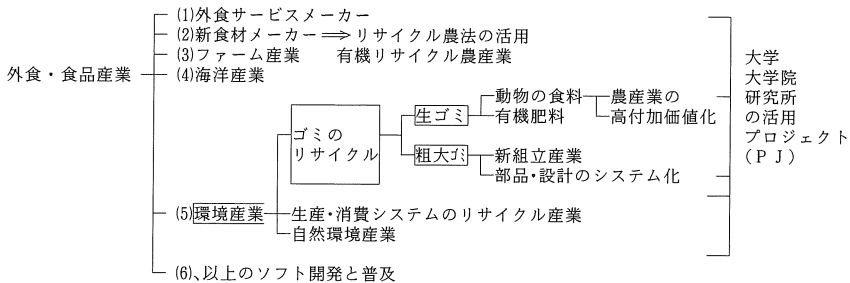 外食・食品産業
(1)外食サービスメーカー
(2)新食材メーカー⟹リサイクル農法の活用
(3)ファーム産業 有機リサイクル農産業
(4)海洋産業
ゴミの
リサイクル
生ゴミ
動物の食料
有機肥料
農産業の
高付加価値化
粗大ゴミ
新組立産業
部品・設計のシステム化
(5)環境産業
生産・消費システムのリサイクル産業
自然環境産業
(6)、以上のソフト開発と普及
大学
大学院
研究所
の活用
プロジェクト
(PJ)